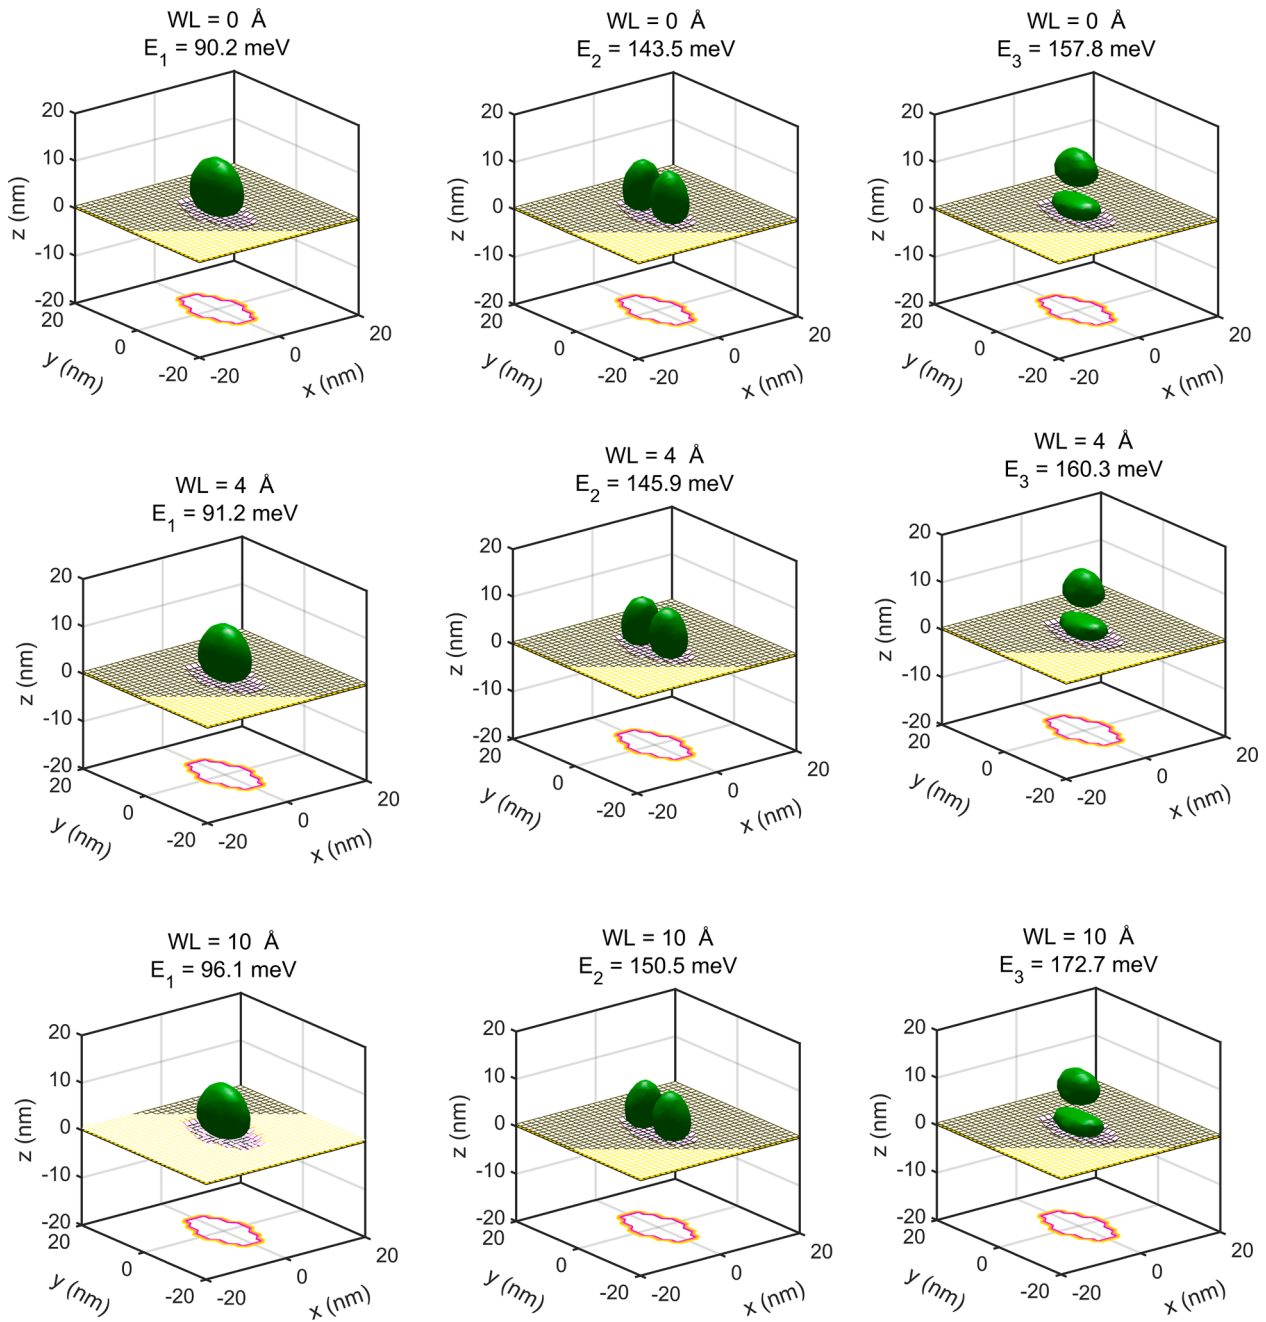 WL = 0 Å
E1 = 90.2 meV
20
10
0
-10
-20
z (nm)
20
0
-20
y (nm)
-20
0
20
x (nm)
WL = 0 Å
E2 = 143.5 meV
20
10
0
-10
-20
z (nm)
20
0
-20
y (nm)
-20
0
20
x (nm)
WL = 0 Å
E3 = 157.8 meV
20
10
0
-10
-20
z (nm)
20
0
-20
y (nm)
-20
0
20
x (nm)
WL = 4 Å
E1 = 91.2 meV
20
10
0
-10
-20
z (nm)
20
0
-20
y (nm)
-20
0
20
x (nm)
WL = 4 Å
E2 = 145.9 meV
20
10
0
-10
-20
z (nm)
20
0
-20
y (nm)
-20
0
20
x (nm)
WL = 4 Å
E3 = 160.3 meV
20
10
0
-10
-20
z (nm)
20
0
-20
y (nm)
-20
0
20
x (nm)
WL = 10 Å
E1 = 96.1 meV
20
10
0
-10
-20
z (nm)
20
0
-20
y (nm)
-20
0
20
x (nm)
WL = 10 Å
E2 = 150.5 meV
20
10
0
-10
-20
z (nm)
20
0
-20
y (nm)
-20
0
20
x (nm)
WL = 10 Å
E3 = 172.7 meV
20
10
0
-10
-20
z (nm)
20
0
-20
y (nm)
-20
0
20
x (nm)